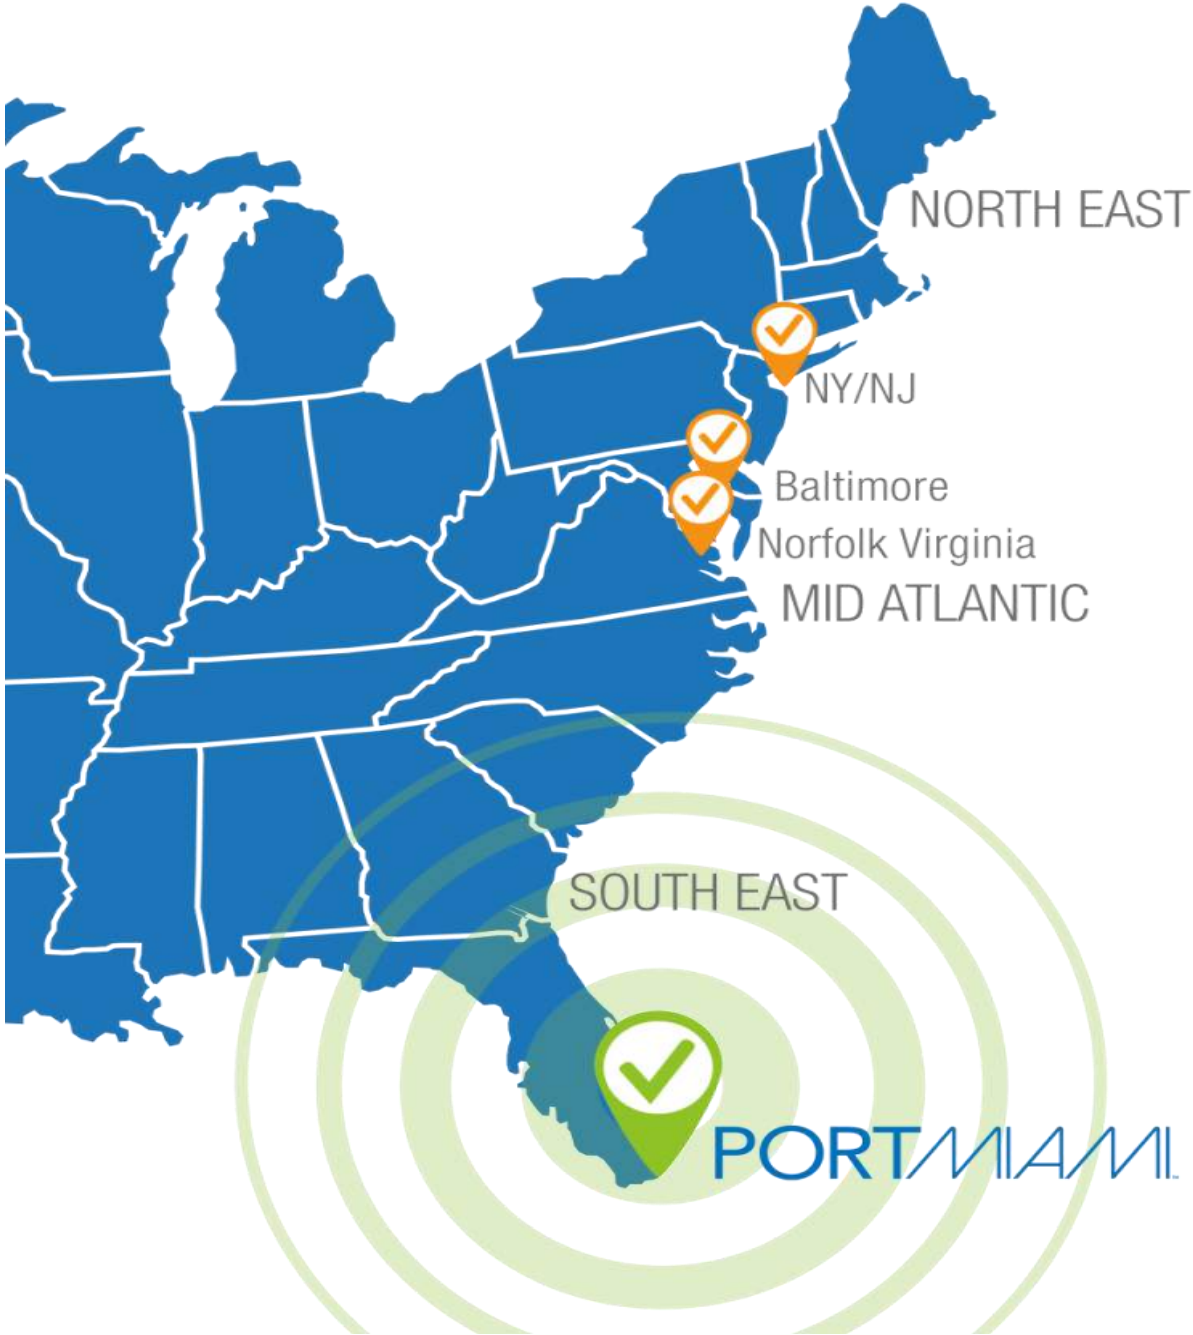 NORTH EAST
NY/NJ
Baltimore
Norfolk Virginia
MID ATLANTIC
SOUTH EAST
PORTMIAMI